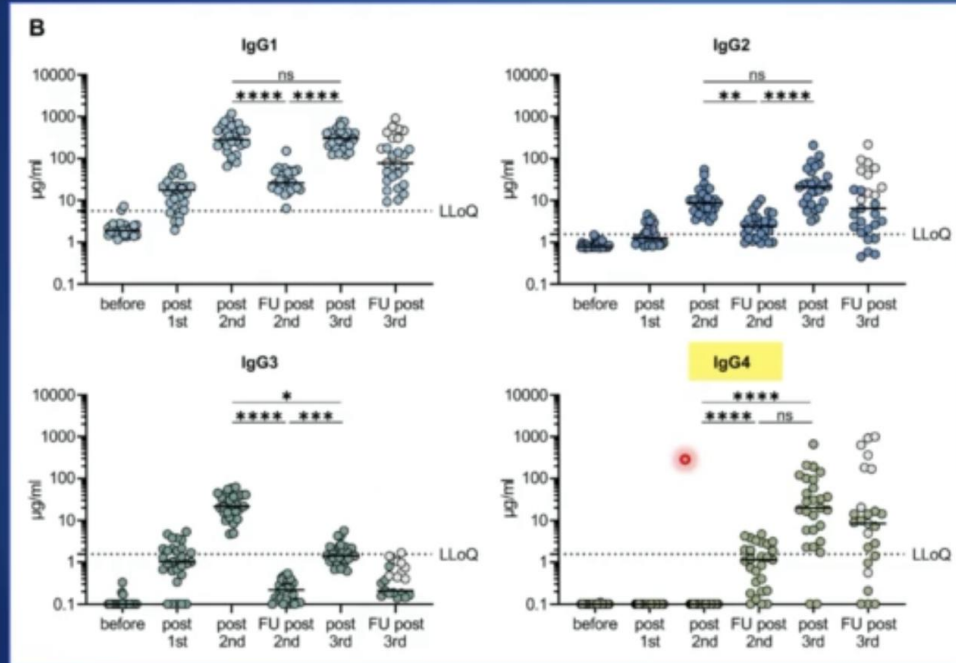 B
IgG1
10000
1000
100
10
1
0.1
µg/ml
ns
**** ****
LLoQ
before post 1st post 2nd FU post 2nd post 3rd FU post 3rd
IgG2
10000
1000
100
10
1
0.1
µg/ml
ns
** ****
LLoQ
before post 1st post 2nd FU post 2nd post 3rd FU post 3rd
IgG3
10000
1000
100
10
1
0.1
µg/ml
*
**** ***
LLoQ
before post 1st post 2nd FU post 2nd post 3rd FU post 3rd
IgG4
10000
1000
100
10
1
0.1
µg/ml
****
**** ns
LLoQ
before post 1st post 2nd FU post 2nd post 3rd FU post 3rd